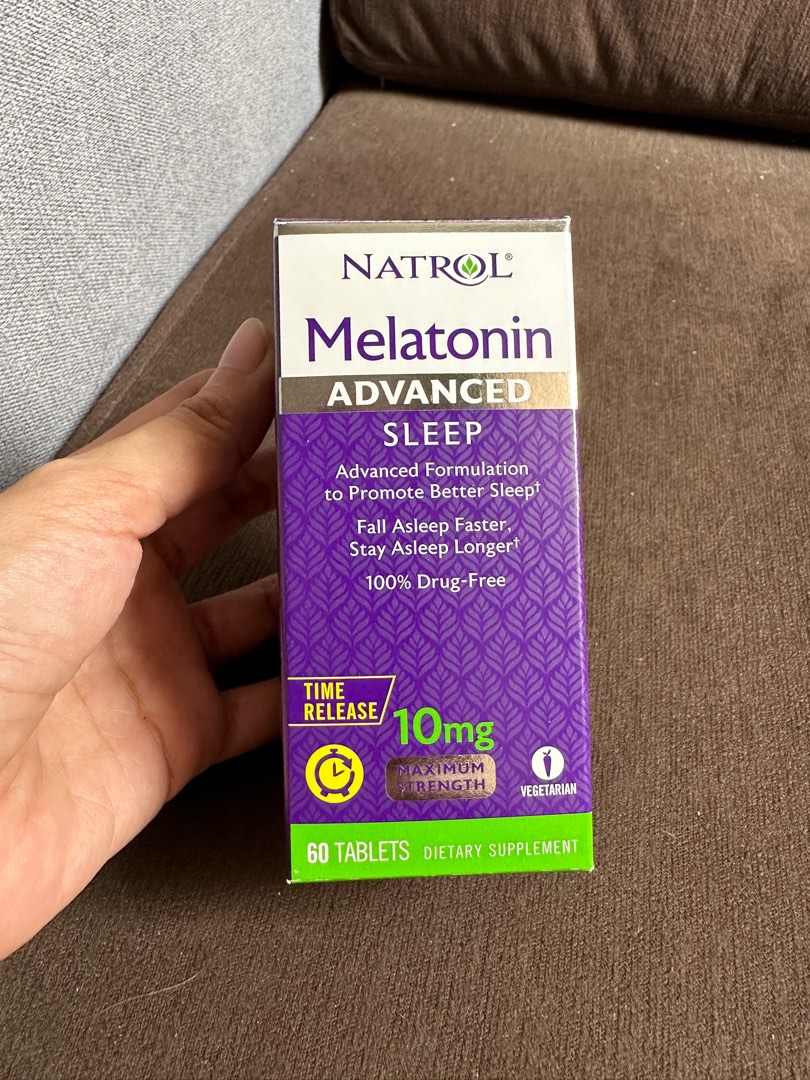 NATROL®
Melatonin
ADVANCED
SLEEP
Advanced Formulation
to Promote Better Sleep†
Fall Asleep Faster,
Stay Asleep Longer†
100% Drug-Free
TIME
RELEASE
10mg
MAXIMUM
STRENGTH
VEGETARIAN
60 TABLETS DIETARY SUPPLEMENT